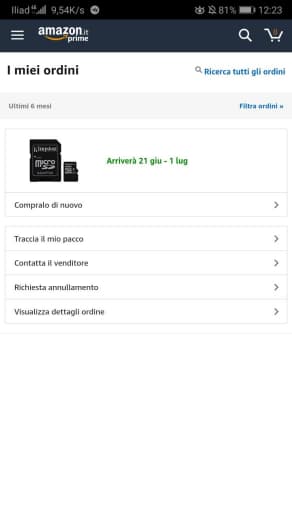 Iliad 4G 9,54K/s 81% 12:23
amazon.it
prime
I miei ordini
Ricerca tutti gli ordini
Ultimi 6 mesi
Filtra ordini »
Kingston
micro
SD
Arriverà 21 giu - 1 lug
Compralo di nuovo
Traccia il mio pacco
Contatta il venditore
Richiesta annullamento
Visualizza dettagli ordine